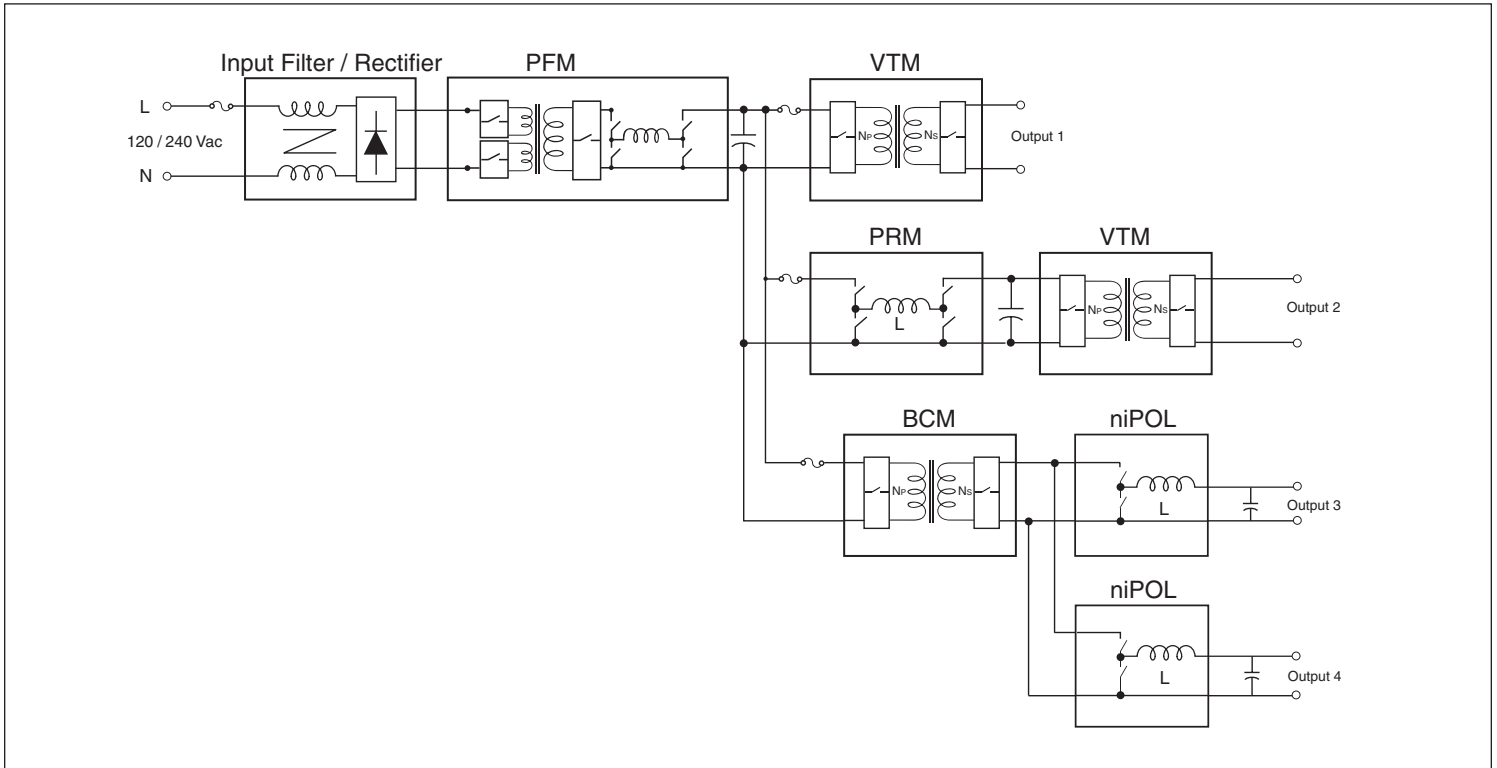 Input Filter / Rectifier
PFM
VTM
L
120 / 240 Vac
N
NP
NS
Output 1
PRM
VTM
L
NP
NS
Output 2
BCM
niPOL
NP
NS
L
Output 3
niPOL
L
Output 4